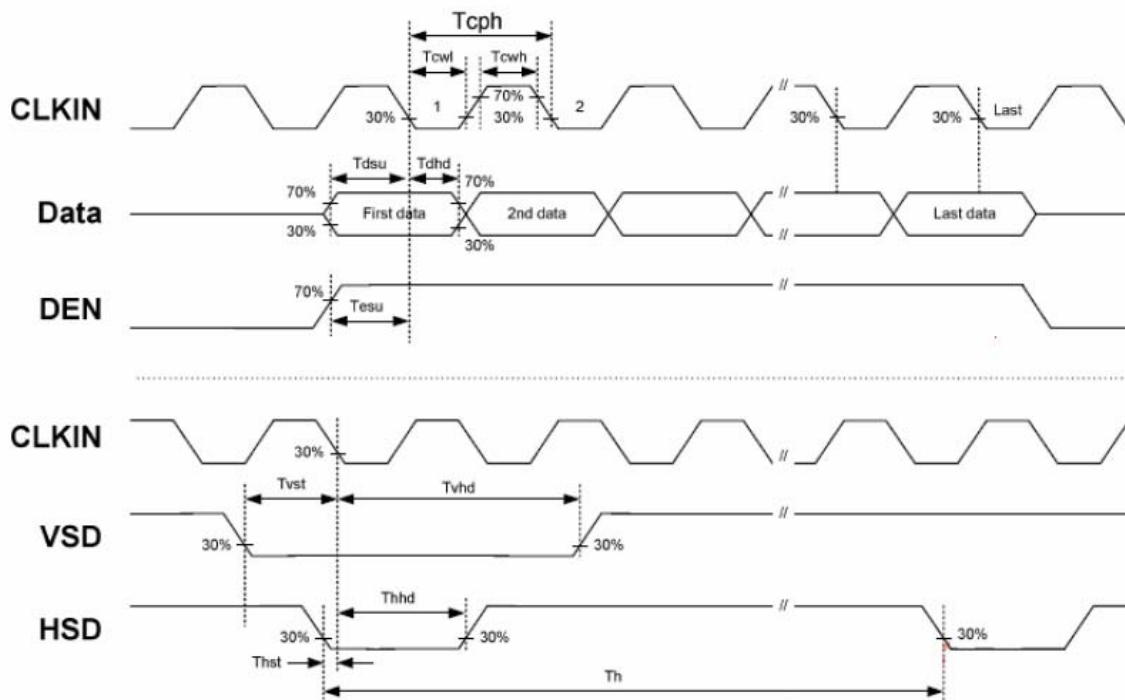 Tcph
Tcwl Tcwh
CLKIN 30% 1 70% 30% 2 // 30% 30% Last
Tdsu Tdhd
70% 70%
Data First data 2nd data // Last data
30% 30%
//
DEN 70% Tesu
//
CLKIN 30% //
Tvst Tvhd
//
VSD 30% 30%
Thhd //
HSD 30% 30% 30%
Thst
Th